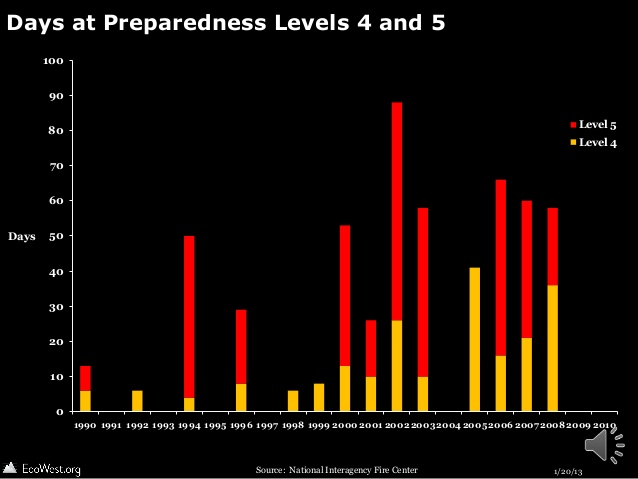 Days at Preparedness Levels 4 and 5
100
90
80
70
60
50
40
30
20
10
0
Days
Level 5
Level 4
1990 1991 1992 1993 1994 1995 1996 1997 1998 1999 2000 2001 2002 2003 2004 2005 2006 2007 2008 2009 2010
EcoWest.org
Source: National Interagency Fire Center
1/20/13